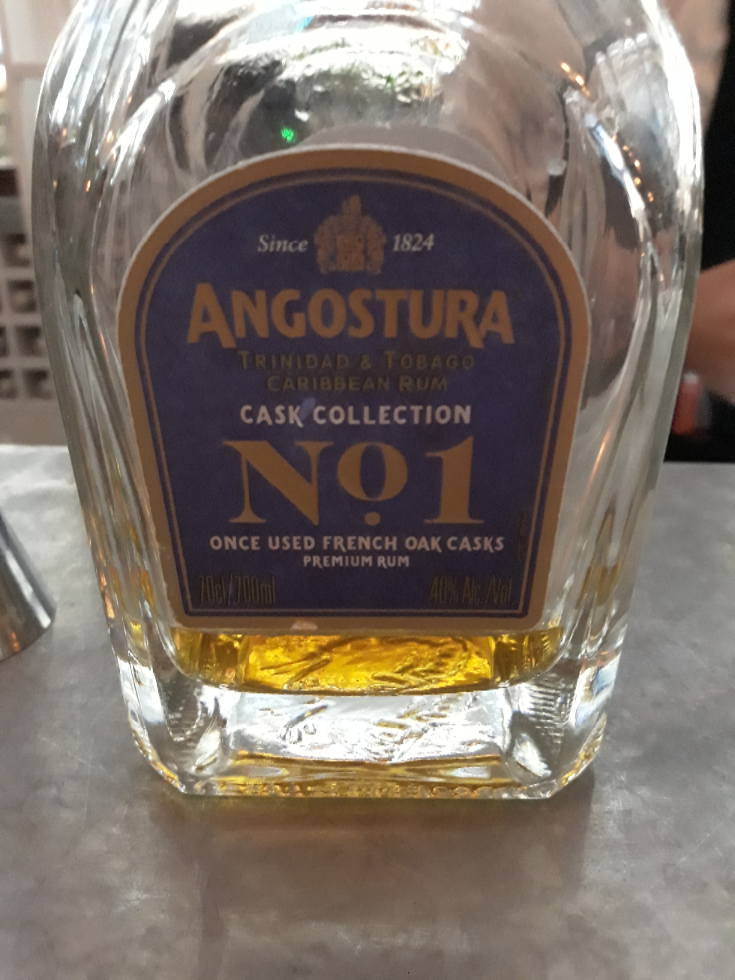 Since 1824
ANGOSTURA
TRINIDAD & TOBAGO
CARIBBEAN RUM
CASK COLLECTION
No1
ONCE USED FRENCH OAK CASKS
PREMIUM RUM
70cl/700ml 40% Alc./Vol